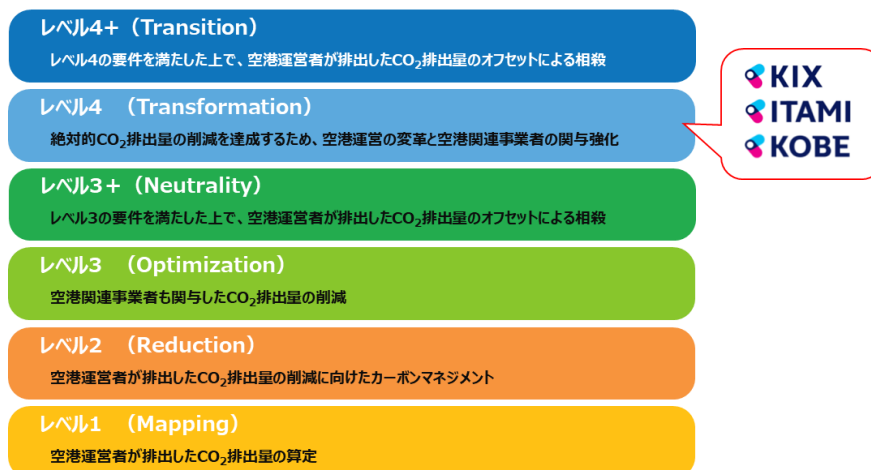 レベル4+（Transition）
レベル4の要件を満たした上で、空港運営者が排出したCO₂排出量のオフセットによる相殺
レベル4　（Transformation）
絶対的CO₂排出量の削減を達成するため、空港運営の変革と空港関連事業者の関与強化
KIX
ITAMI
KOBE
レベル3+（Neutrality）
レベル3の要件を満たした上で、空港運営者が排出したCO₂排出量のオフセットによる相殺
レベル3　（Optimization）
空港関連事業者も関与したCO₂排出量の削減
レベル2　（Reduction）
空港運営者が排出したCO₂排出量の削減に向けたカーボンマネジメント
レベル1　（Mapping）
空港運営者が排出したCO₂排出量の算定